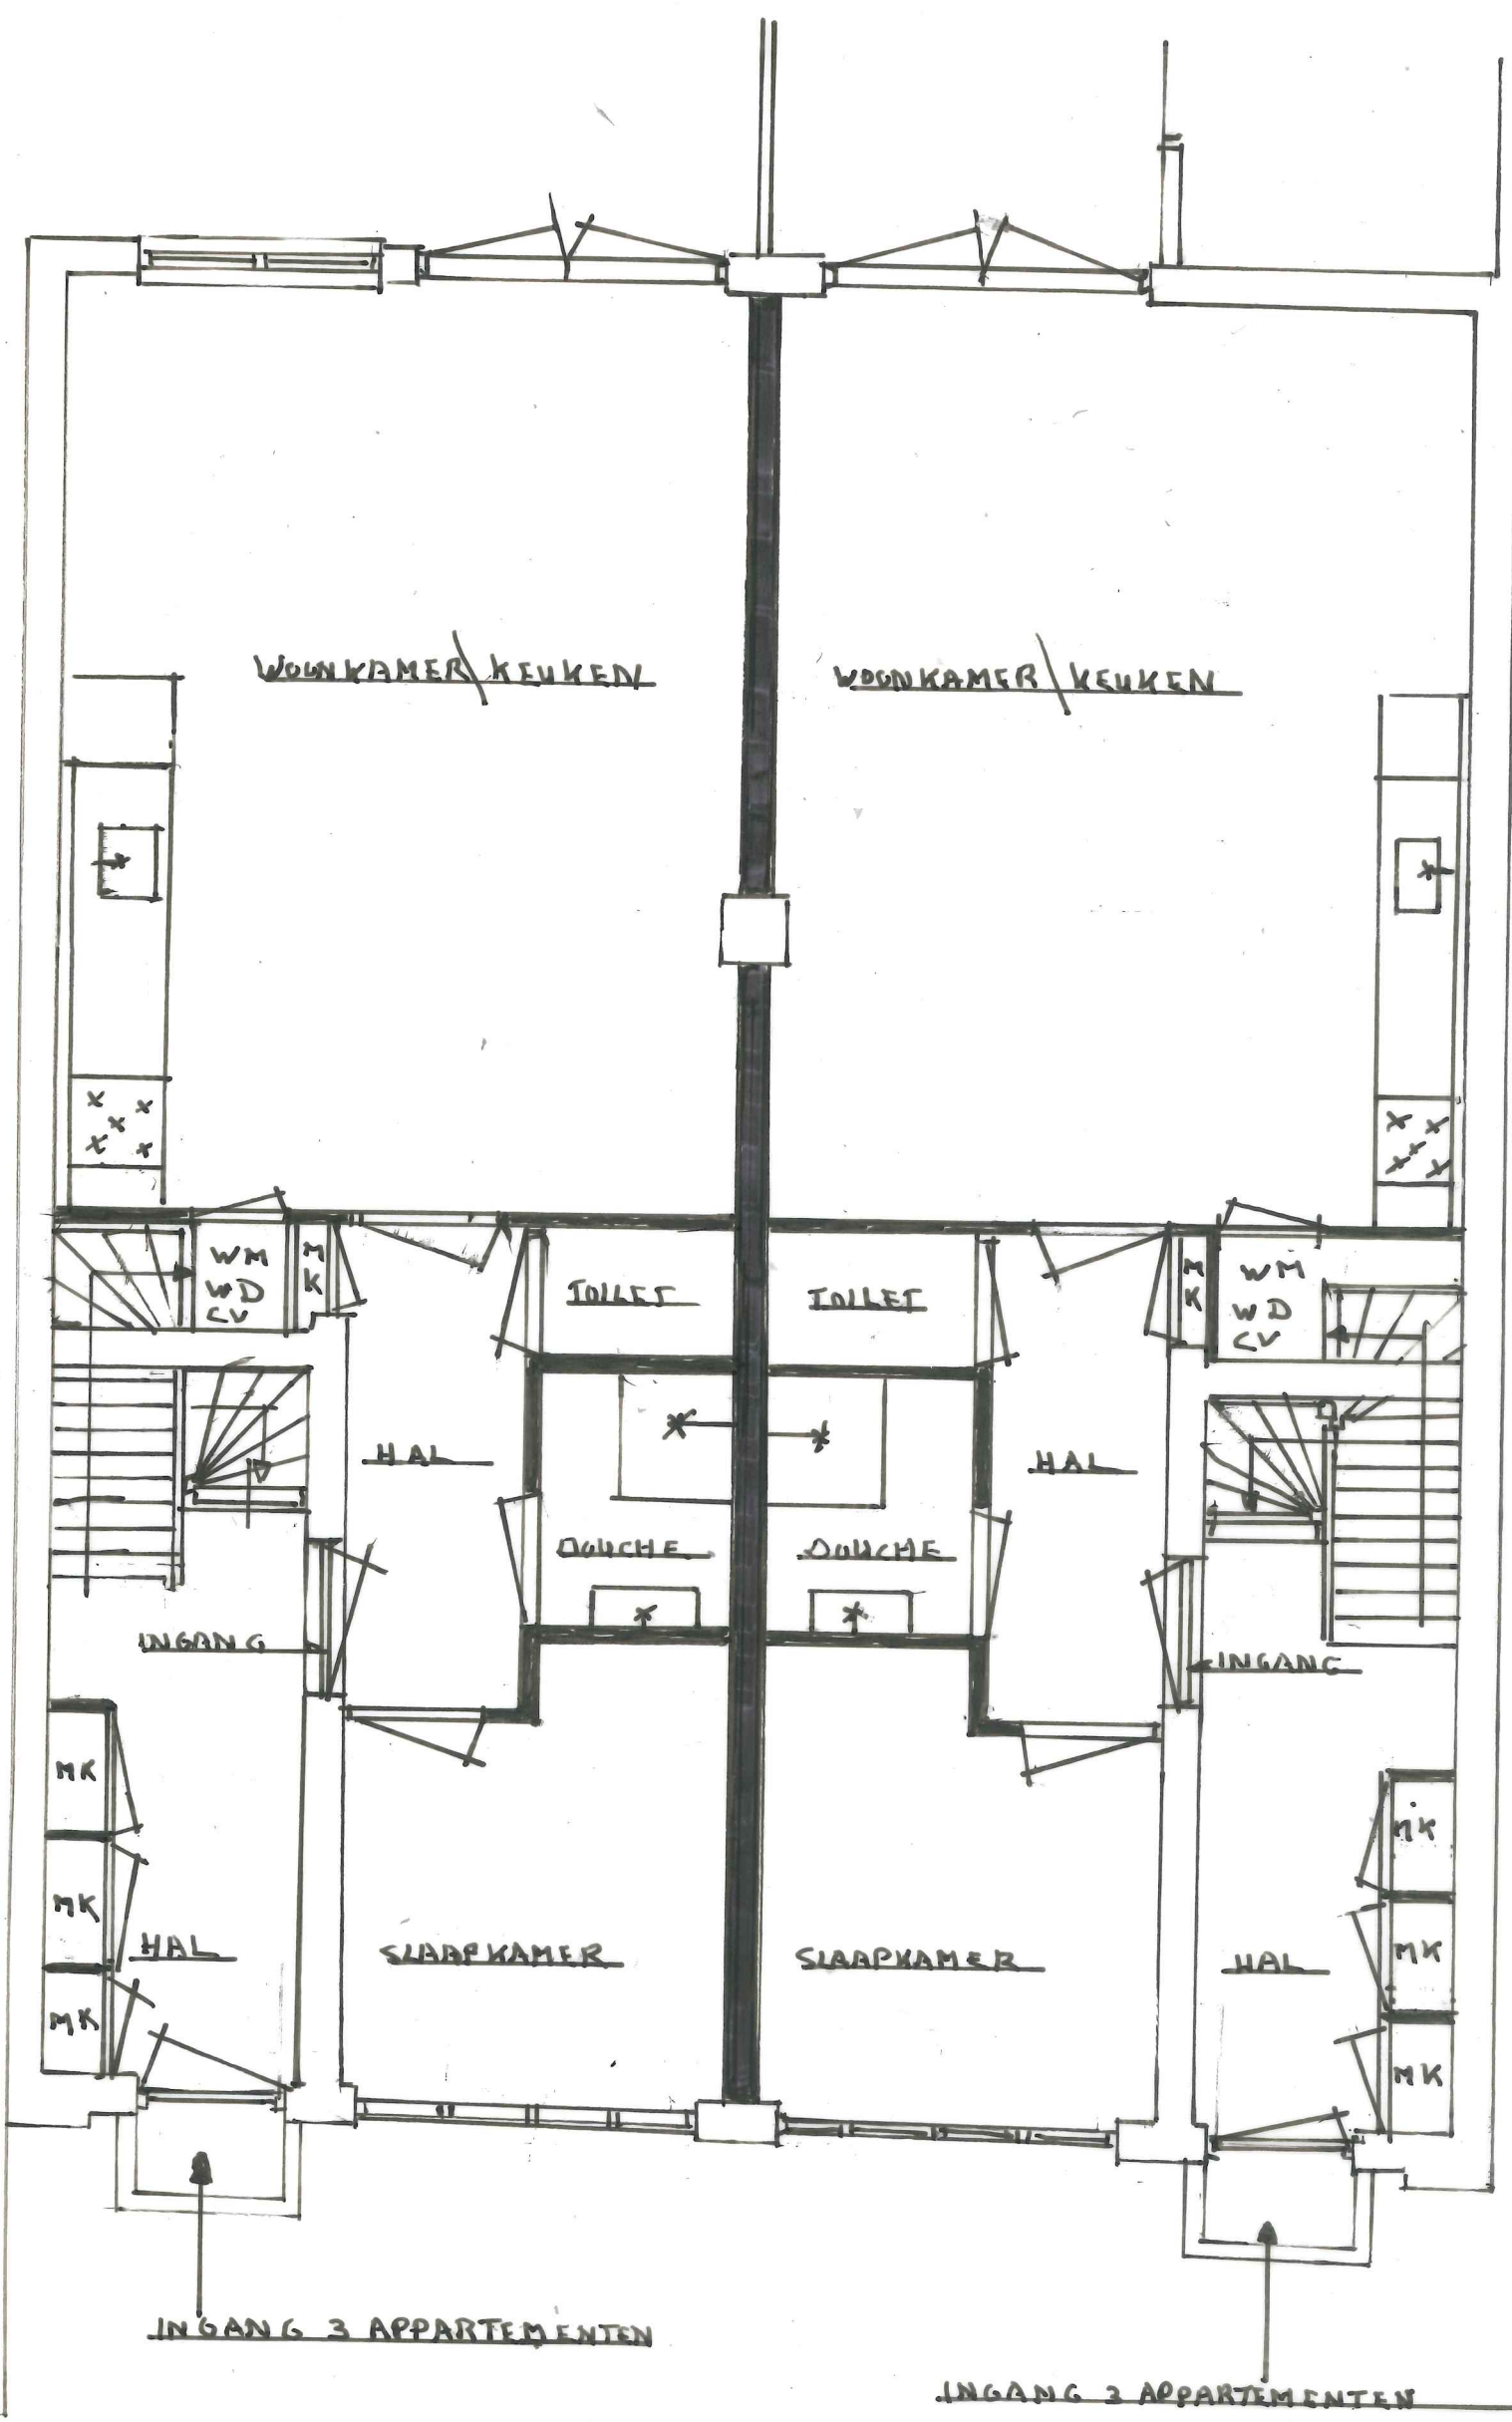 WOONKAMER/KEUKEN
WOONKAMER/KEUKEN
WM
WD
CV
MK
TOILET
TOILET
MK
WM
WD
CV
HAL
HAL
DOUCHE
DOUCHE
INGANG
INGANG
MK
MK
MK
HAL
SLAAPKAMER
SLAAPKAMER
HAL
MK
MK
MK
INGANG 3 APPARTEMENTEN
INGANG 3 APPARTEMENTEN